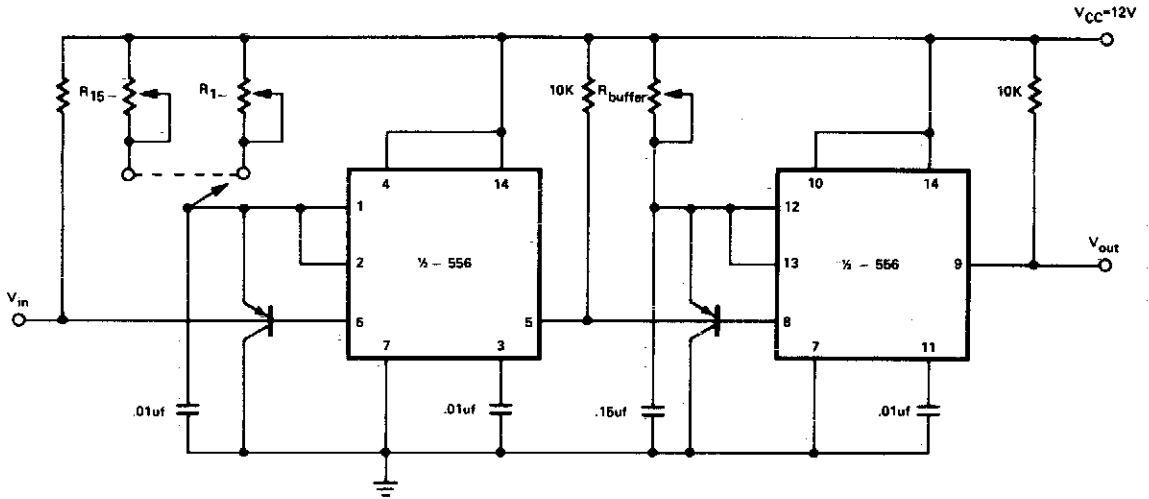 VCC=12V
R15–
R1–
10K
Rbuffer
10K
4
14
10
14
1
12
2
½ – 556
13
½ – 556
9
Vout
Vin
6
5
8
7
3
7
11
.01uf
.01uf
.15uf
.01uf